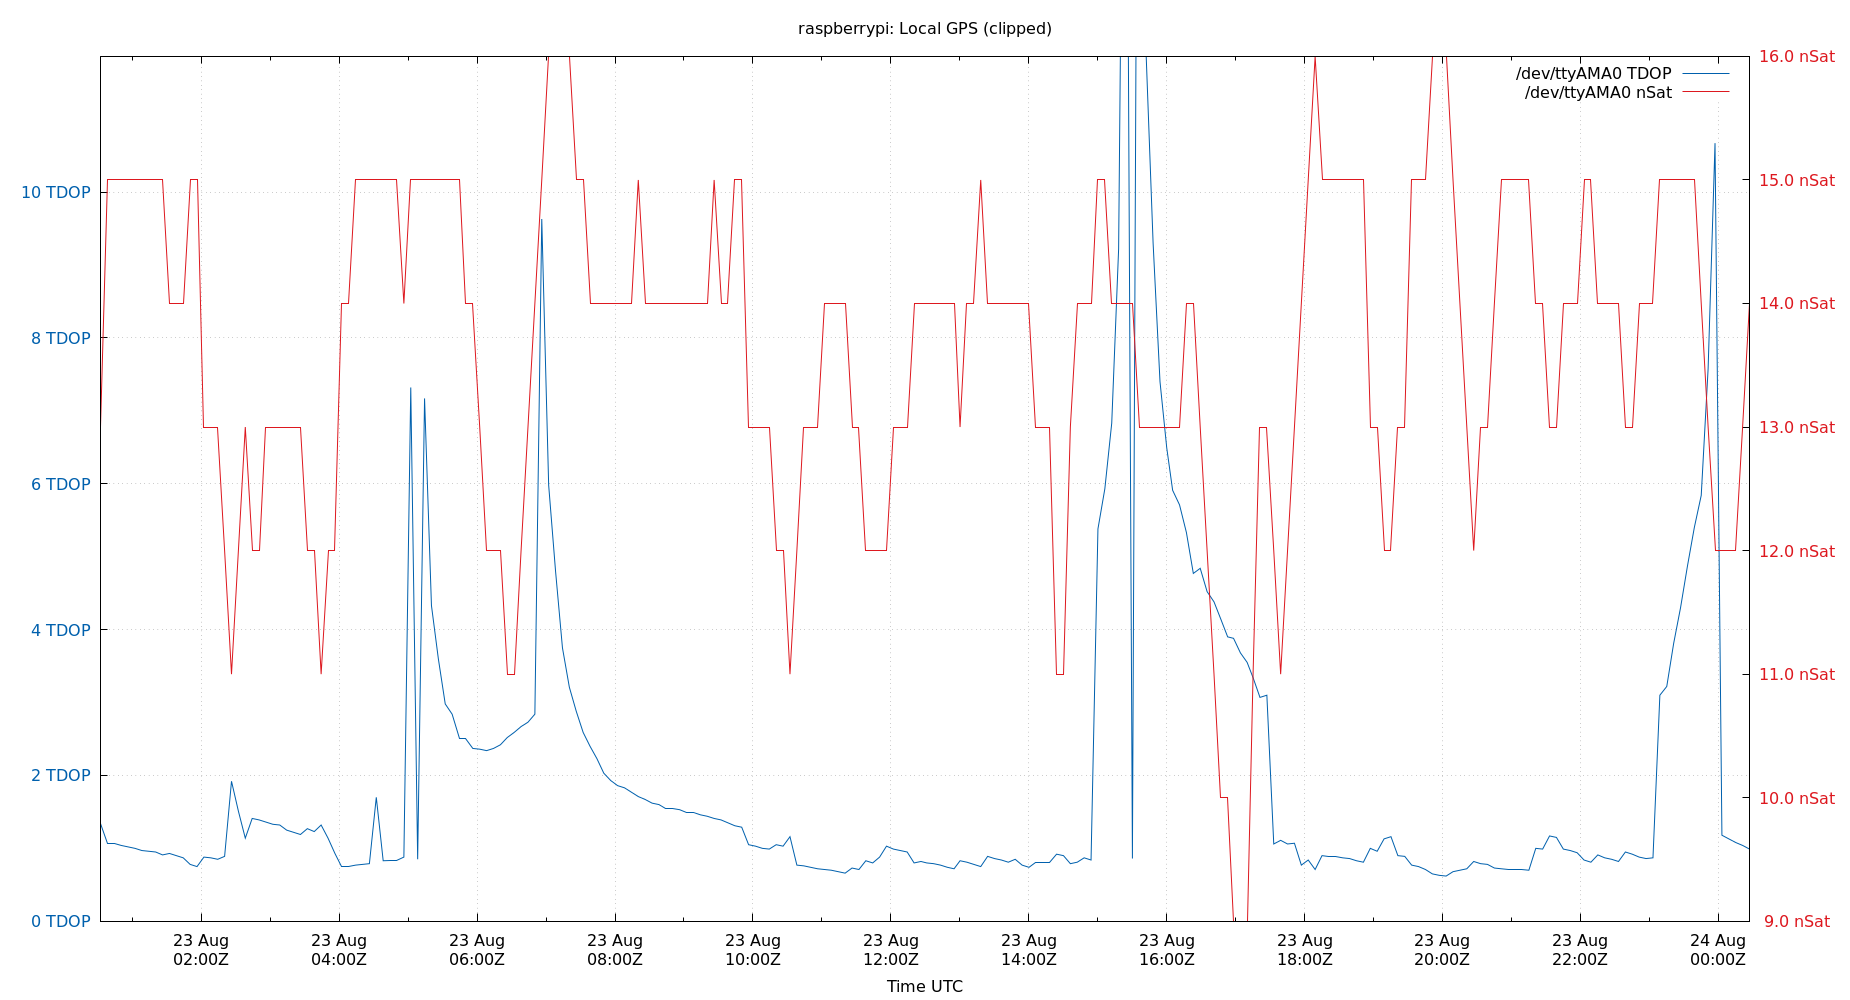 raspberrypi: Local GPS (clipped)
/dev/ttyAMA0 TDOP
/dev/ttyAMA0 nSat
10 TDOP
8 TDOP
6 TDOP
4 TDOP
2 TDOP
0 TDOP
16.0 nSat
15.0 nSat
14.0 nSat
13.0 nSat
12.0 nSat
11.0 nSat
10.0 nSat
9.0 nSat
23 Aug 23 Aug 23 Aug 23 Aug 23 Aug 23 Aug 23 Aug 23 Aug 23 Aug 23 Aug 23 Aug 24 Aug
02:00Z 04:00Z 06:00Z 08:00Z 10:00Z 12:00Z 14:00Z 16:00Z 18:00Z 20:00Z 22:00Z 00:00Z
Time UTC